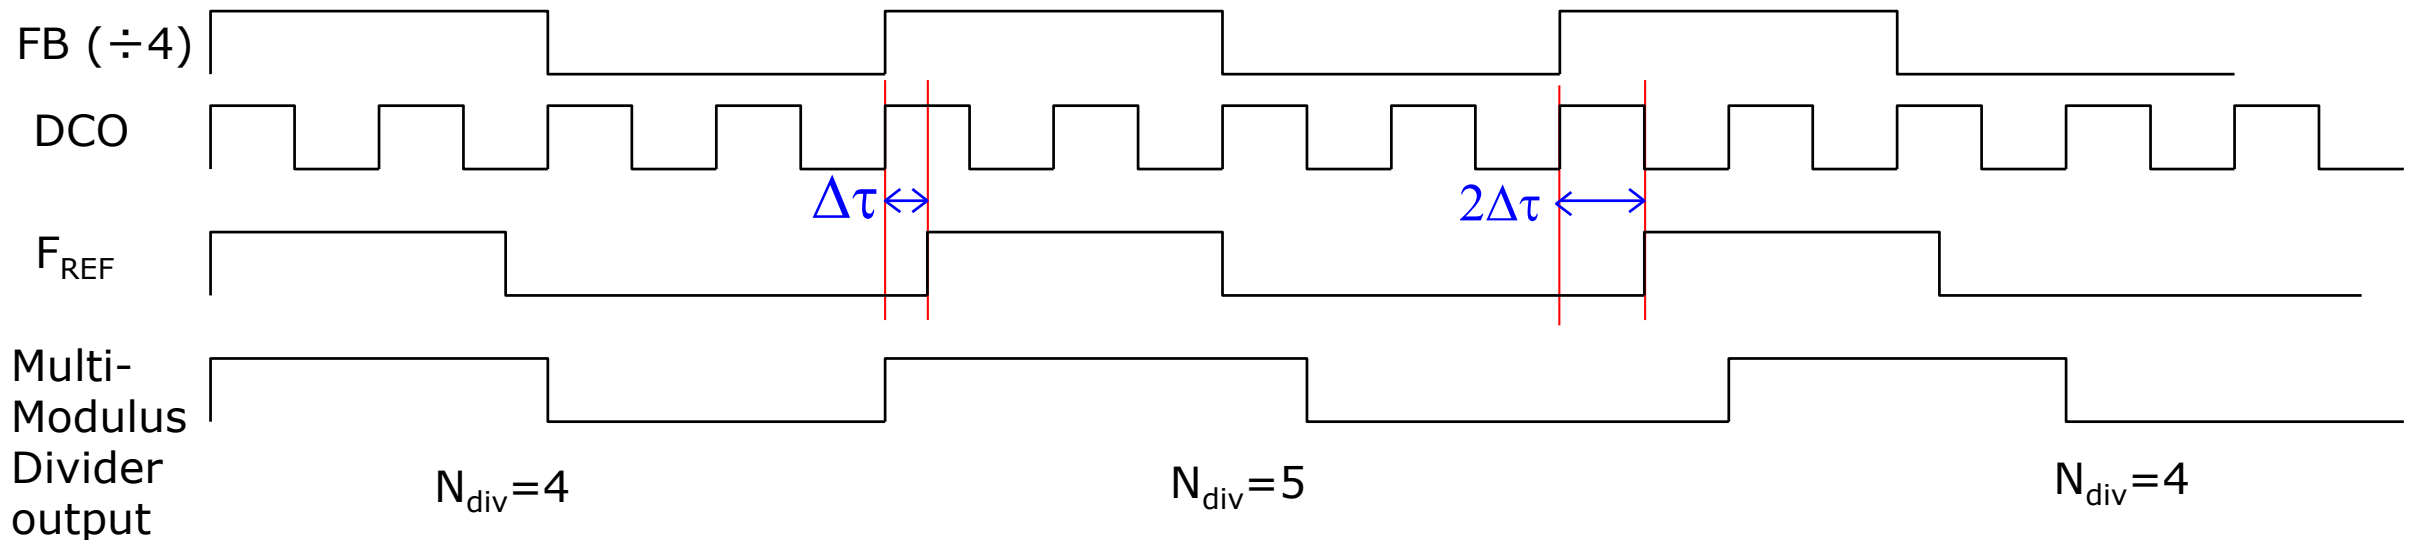 FB (÷4)
DCO
Δτ
2Δτ
F_REF
Multi-
Modulus
Divider
output
N_div=4
N_div=5
N_div=4